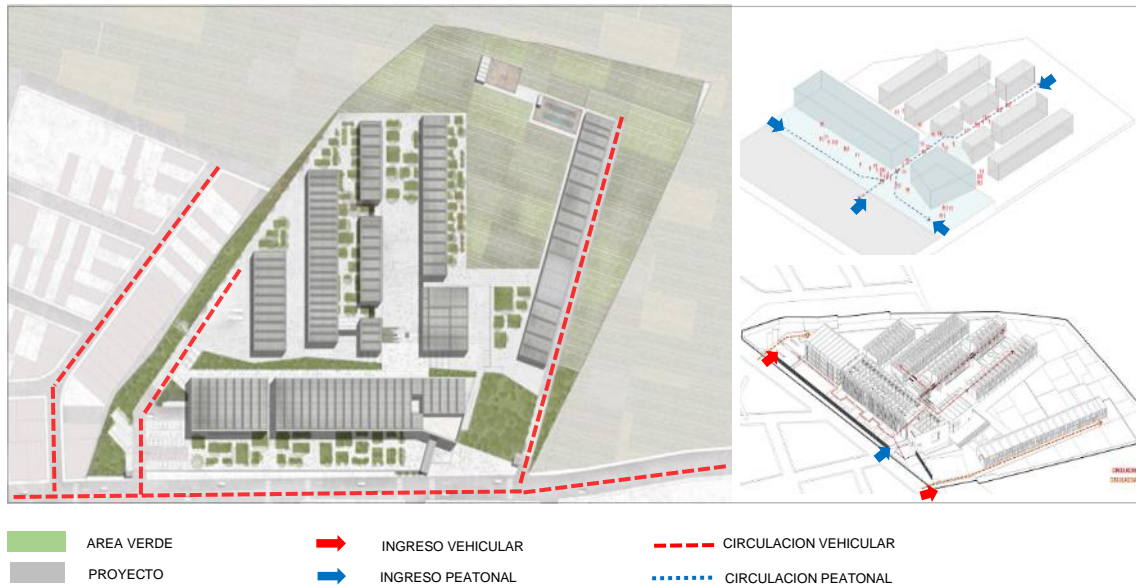 AREA VERDE
INGRESO VEHICULAR
CIRCULACION VEHICULAR
PROYECTO
INGRESO PEATONAL
CIRCULACION PEATONAL